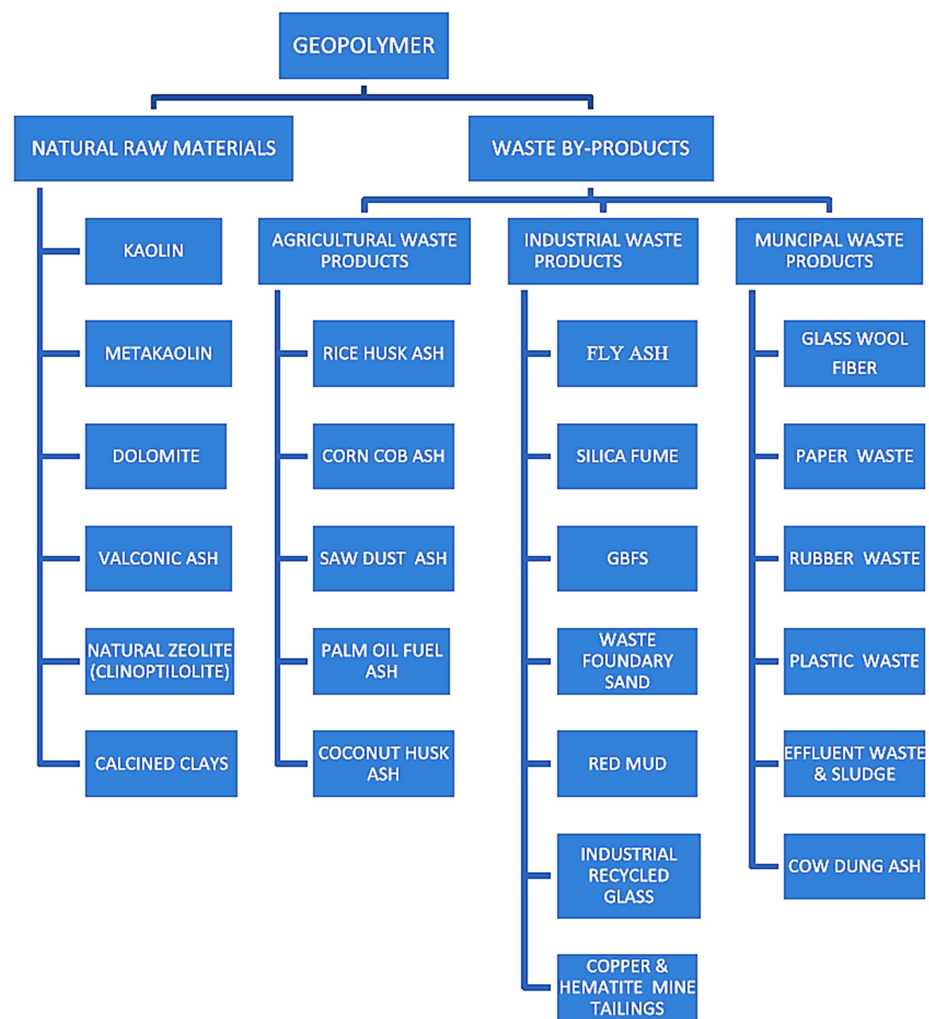 GEOPOLYMER
NATURAL RAW MATERIALS
WASTE BY-PRODUCTS
KAOLIN
METAKAOLIN
DOLOMITE
VALCONIC ASH
NATURAL ZEOLITE
(CLINOPTILOLITE)
CALCINED CLAYS
AGRICULTURAL WASTE
PRODUCTS
RICE HUSK ASH
CORN COB ASH
SAW DUST ASH
PALM OIL FUEL
ASH
COCONUT HUSK
ASH
INDUSTRIAL WASTE
PRODUCTS
FLY ASH
SILICA FUME
GBFS
WASTE
FOUNDARY
SAND
RED MUD
INDUSTRIAL
RECYCLED
GLASS
COPPER &
HEMATITE MINE
TAILINGS
MUNCIPAL WASTE
PRODUCTS
GLASS WOOL
FIBER
PAPER WASTE
RUBBER WASTE
PLASTIC WASTE
EFFLUENT WASTE
& SLUDGE
COW DUNG ASH